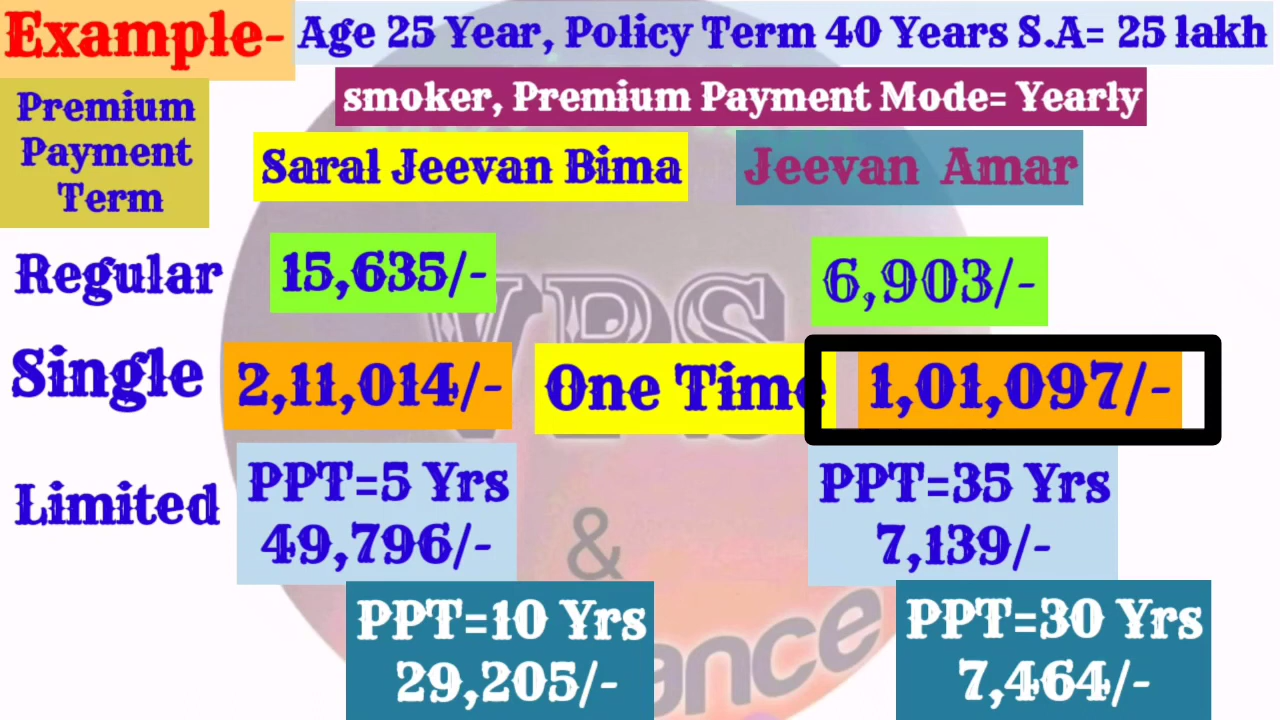 Example- Age 25 Year, Policy Term 40 Years S.A= 25 lakh
smoker, Premium Payment Mode= Yearly
Premium
Payment
Term
Saral Jeevan Bima
Jeevan Amar
Regular 15,635/- 6,903/-
Single 2,11,014/- One Time 1,01,097/-
Limited
PPT=5 Yrs
49,796/-
PPT=35 Yrs
7,139/-
PPT=10 Yrs
29,205/-
PPT=30 Yrs
7,464/-
VPS
&